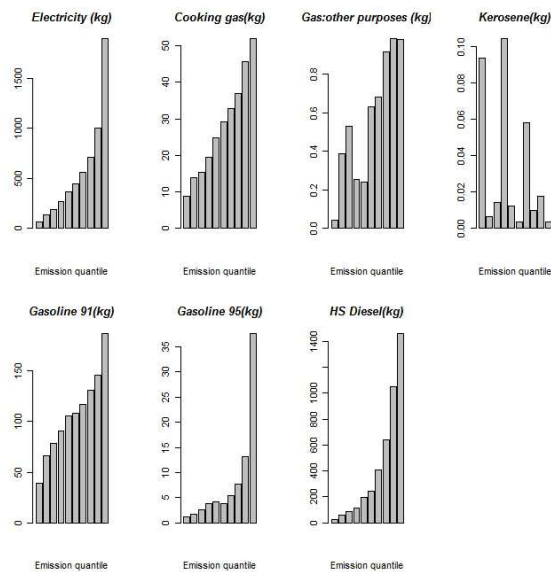 Electricity (kg)
Cooking gas(kg)
Gas:other purposes (kg)
Kerosene(kg)
0
500
1000
1500
0
10
20
30
40
50
0.0
0.2
0.4
0.6
0.8
0.00
0.02
0.04
0.06
0.08
0.10
Emission quantile
Emission quantile
Emission quantile
Emission quantile
Gasoline 91(kg)
Gasoline 95(kg)
HS Diesel(kg)
0
50
100
150
0
5
10
15
20
25
30
35
0
200
400
600
800
1000
1400
Emission quantile
Emission quantile
Emission quantile